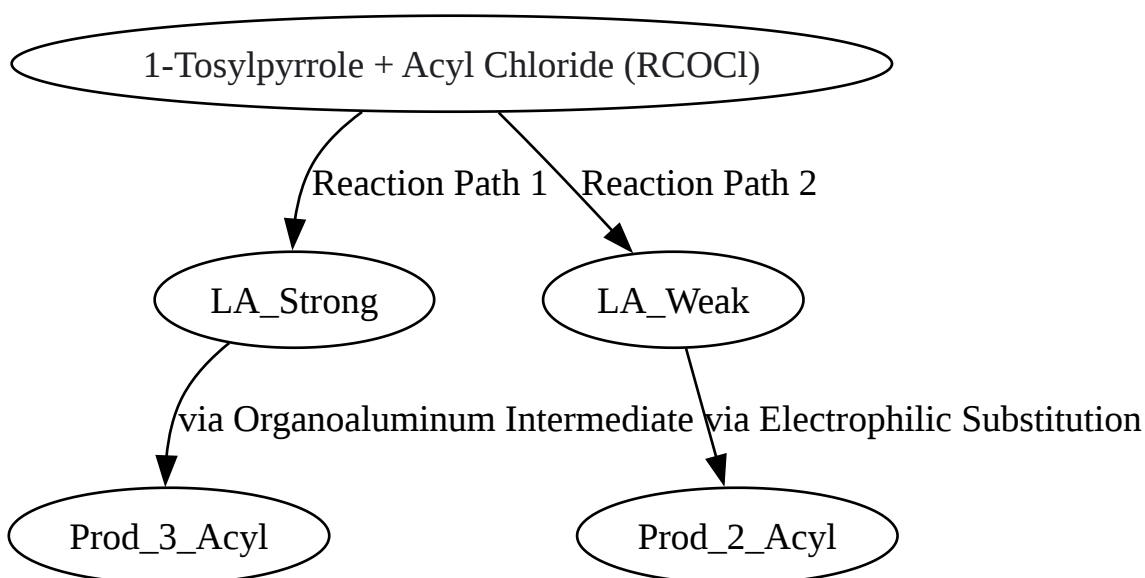 1-Tosylpyrrole + Acyl Chloride (RCOCl)
Reaction Path 1
Reaction Path 2
LA_Strong
LA_Weak
via Organoaluminum Intermediate
via Electrophilic Substitution
Prod_3_Acyl
Prod_2_Acyl